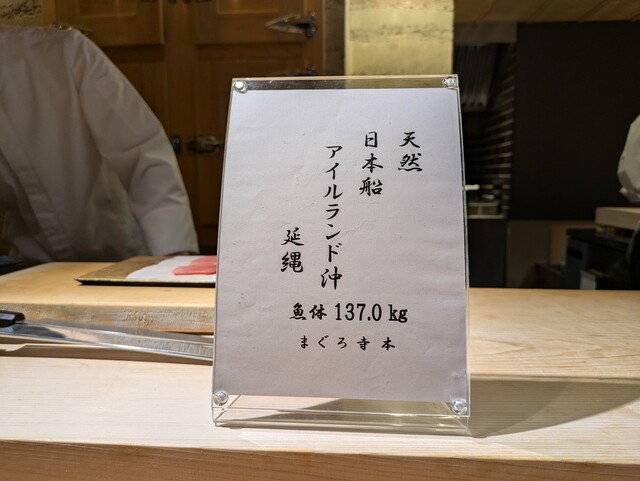 天然
日本船
アイルランド沖
延縄
魚体 137.0 kg
まぐろ寺本